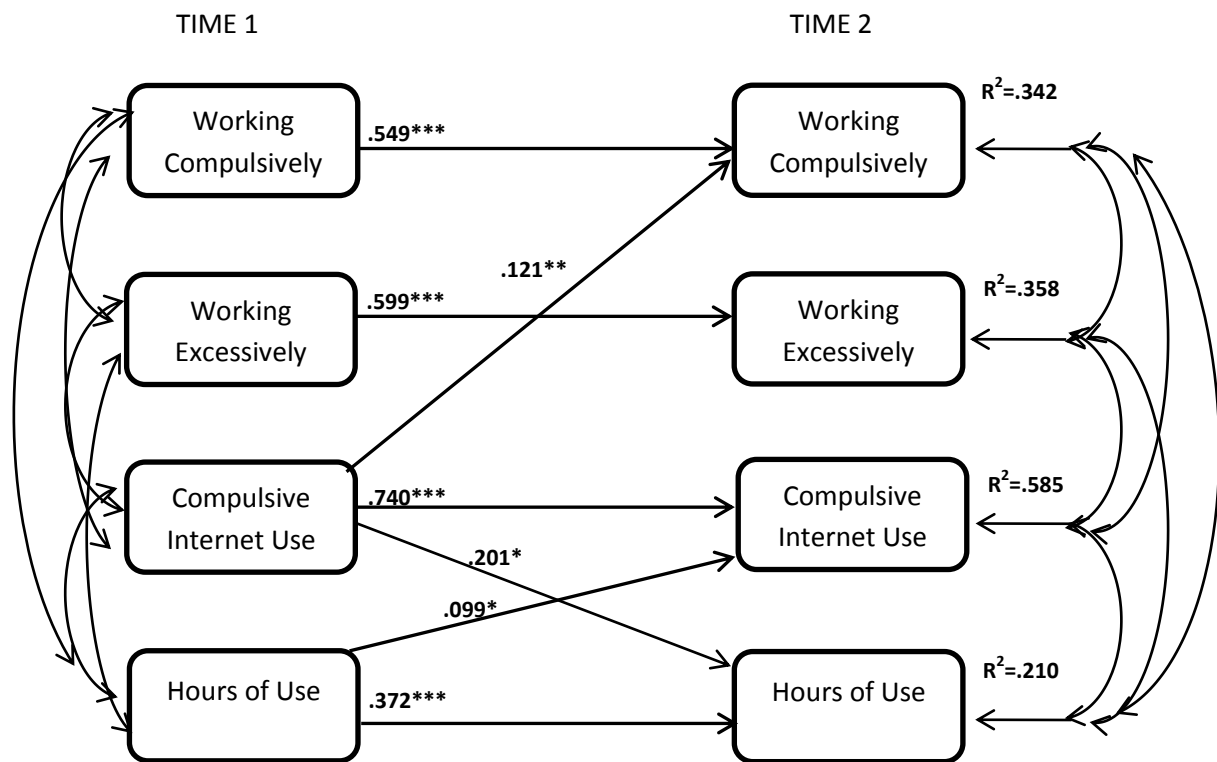 TIME 1
TIME 2
Working
Compulsively
.549***
Working
Compulsively
R²=.342
.121**
Working
Excessively
.599***
Working
Excessively
R²=.358
Compulsive
Internet Use
.740***
Compulsive
Internet Use
R²=.585
.201*
.099*
Hours of Use
.372***
Hours of Use
R²=.210